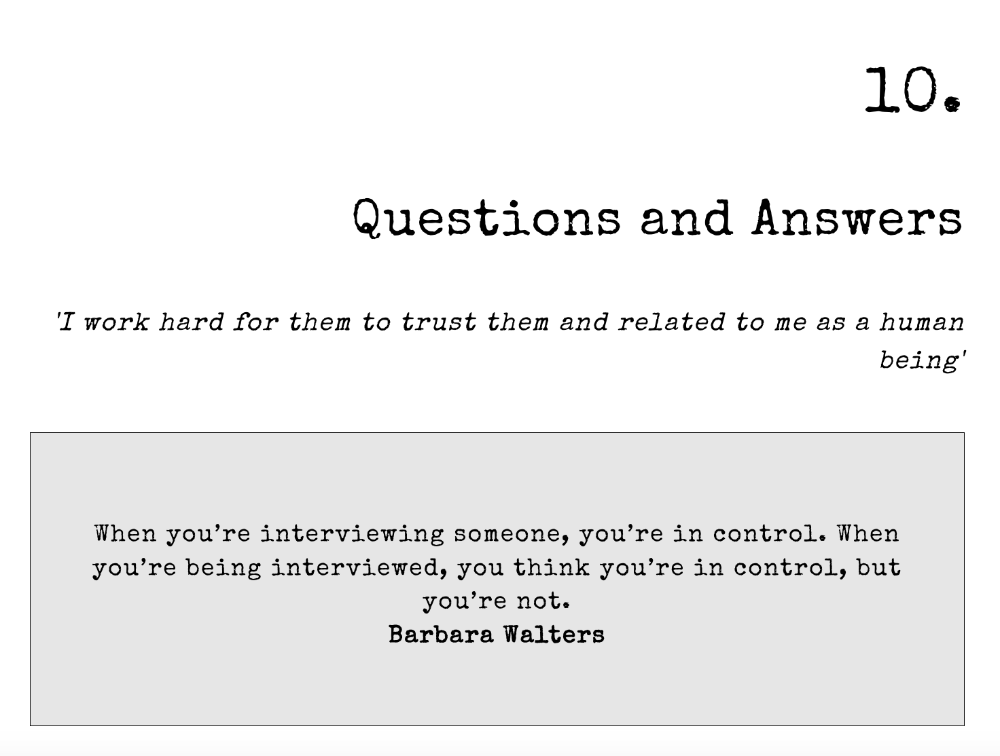 10.
Questions and Answers
'I work hard for them to trust them and related to me as a human
being'
When you’re interviewing someone, you’re in control. When
you’re being interviewed, you think you’re in control, but
you’re not.
Barbara Walters